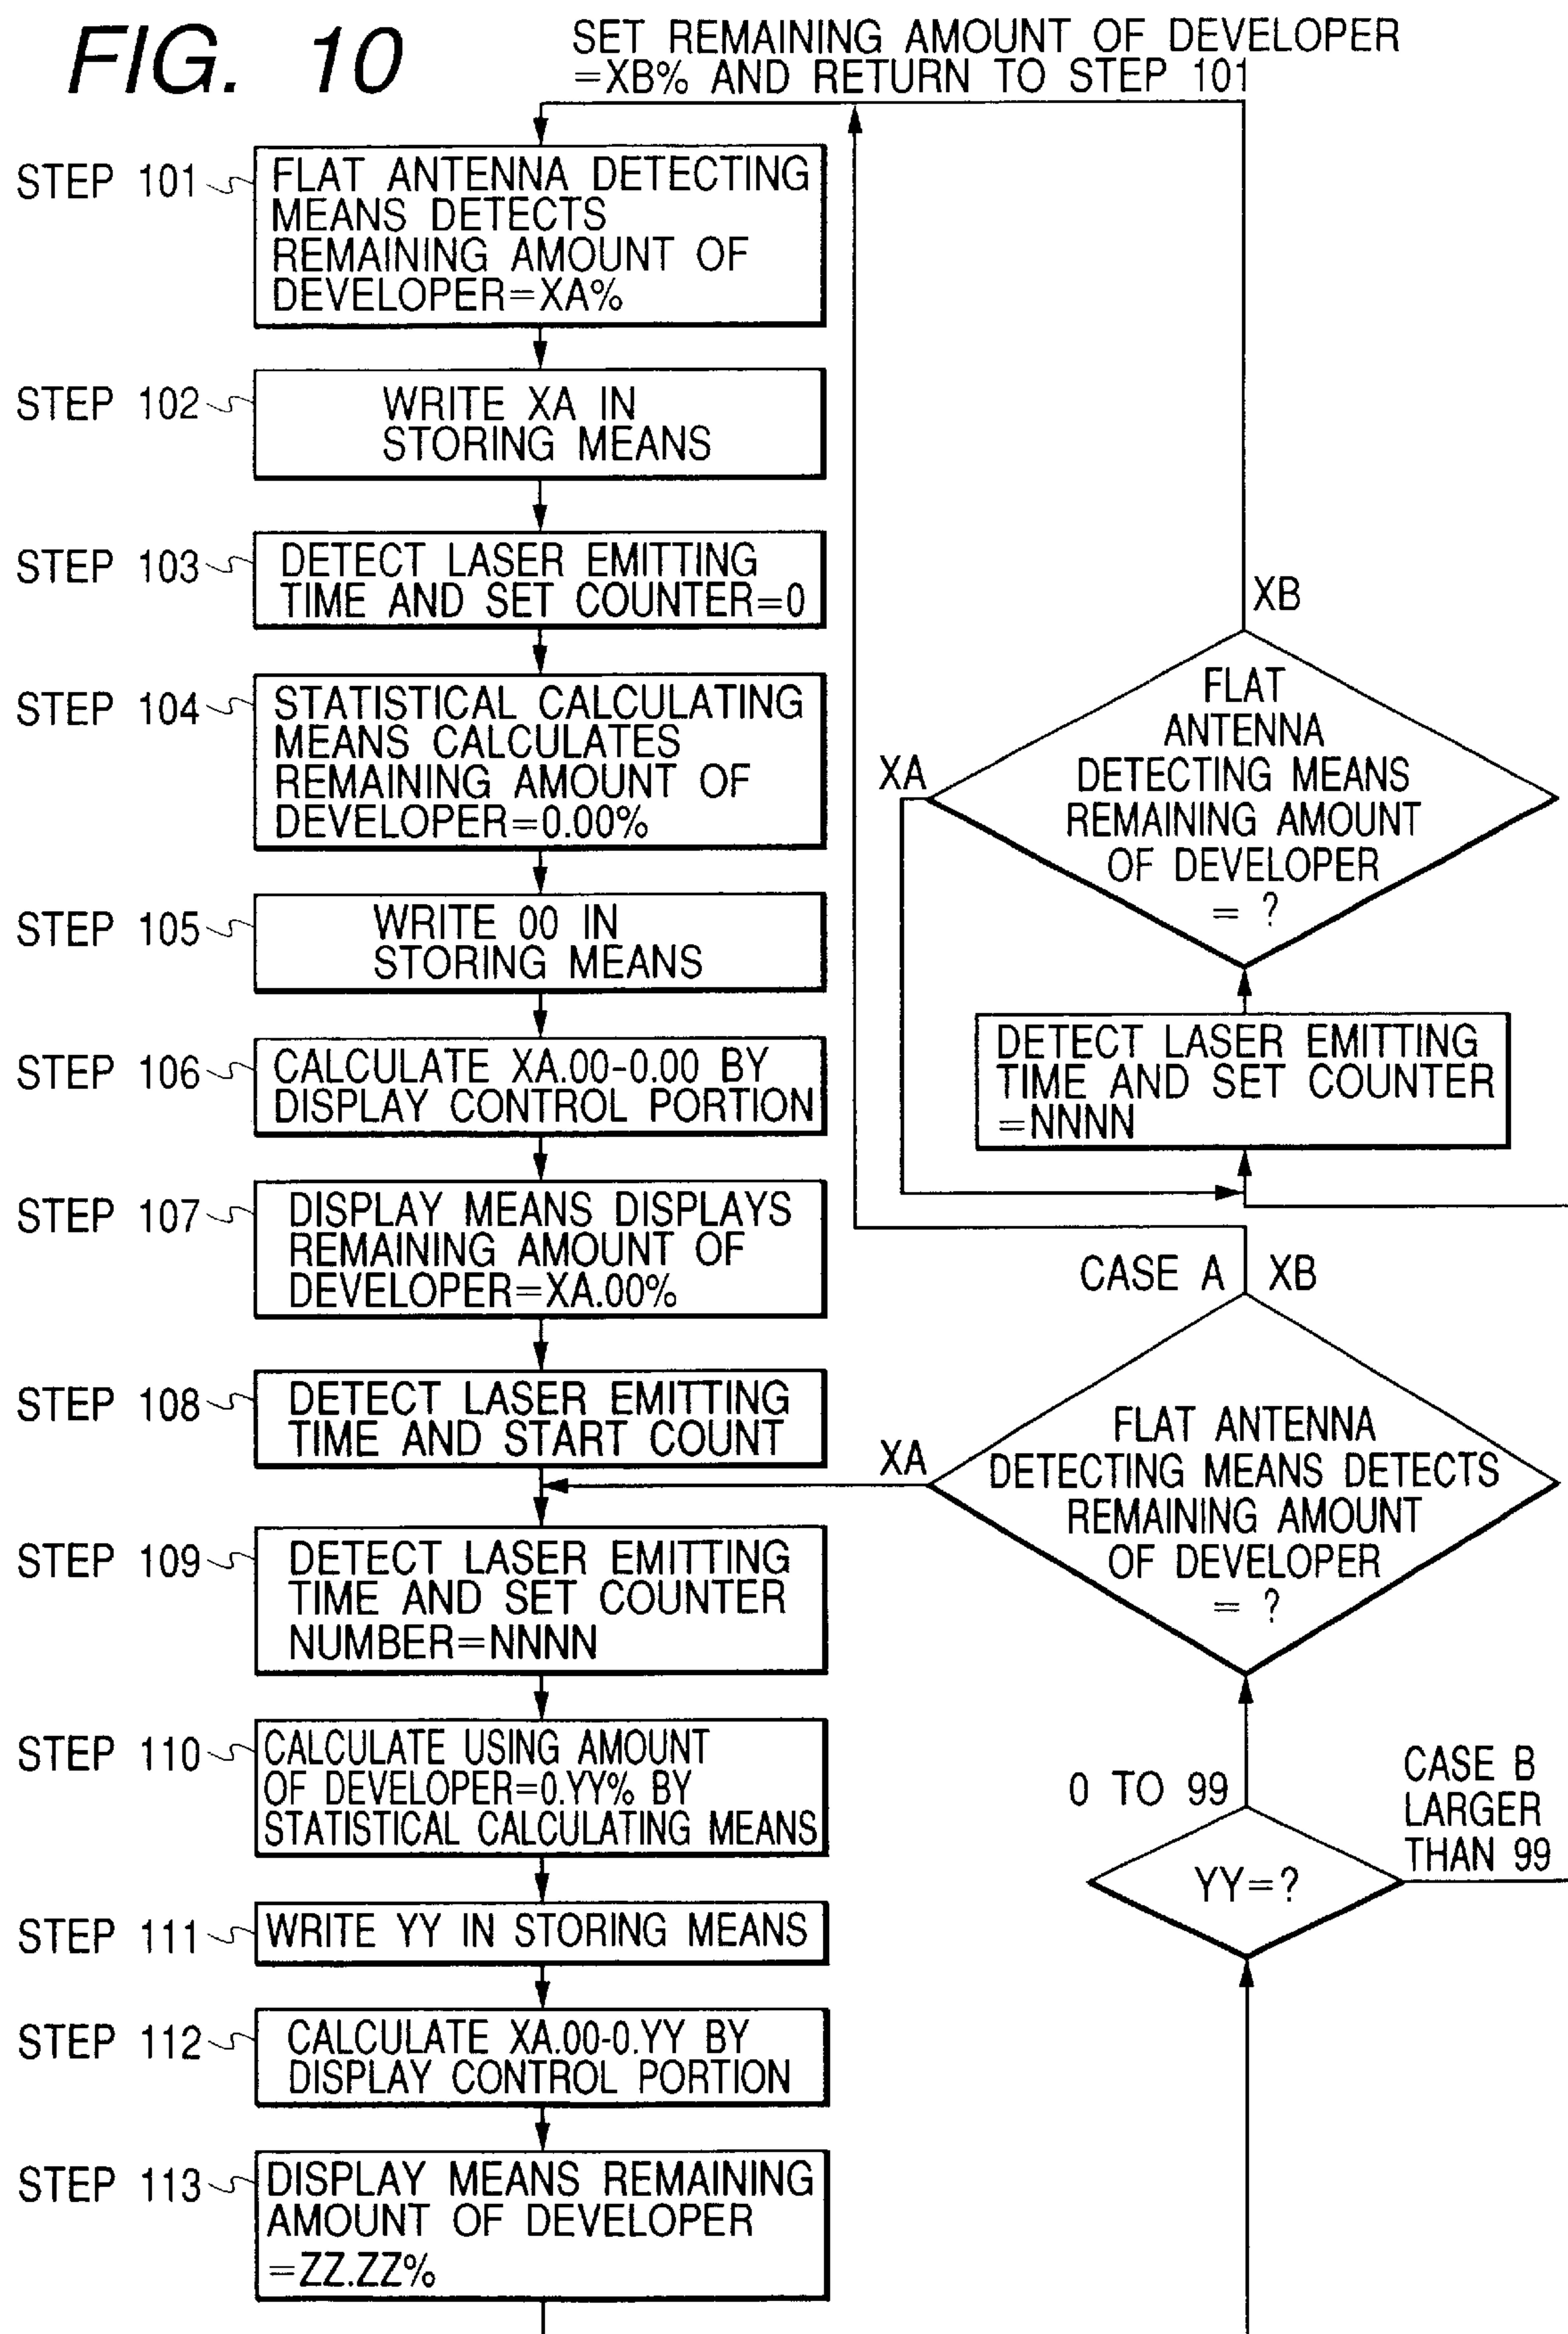 FIG. 10
SET REMAINING AMOUNT OF DEVELOPER
=XB% AND RETURN TO STEP 101
STEP 101
FLAT ANTENNA DETECTING
MEANS DETECTS
REMAINING AMOUNT OF
DEVELOPER=XA%
STEP 102
WRITE XA IN
STORING MEANS
STEP 103
DETECT LASER EMITTING
TIME AND SET COUNTER=0
STEP 104
STATISTICAL CALCULATING
MEANS CALCULATES
REMAINING AMOUNT OF
DEVELOPER=0.00%
STEP 105
WRITE 00 IN
STORING MEANS
STEP 106
CALCULATE XA.00-0.00 BY
DISPLAY CONTROL PORTION
STEP 107
DISPLAY MEANS DISPLAYS
REMAINING AMOUNT OF
DEVELOPER=XA.00%
STEP 108
DETECT LASER EMITTING
TIME AND START COUNT
STEP 109
DETECT LASER EMITTING
TIME AND SET COUNTER
NUMBER=NNNN
STEP 110
CALCULATE USING AMOUNT
OF DEVELOPER=0.YY% BY
STATISTICAL CALCULATING MEANS
STEP 111
WRITE YY IN STORING MEANS
STEP 112
CALCULATE XA.00-0.YY BY
DISPLAY CONTROL PORTION
STEP 113
DISPLAY MEANS REMAINING
AMOUNT OF DEVELOPER
=ZZ.ZZ%
XB
XA
FLAT
ANTENNA
DETECTING MEANS
REMAINING AMOUNT
OF DEVELOPER
= ?
DETECT LASER EMITTING
TIME AND SET COUNTER
=NNNN
CASE A XB
XA
FLAT ANTENNA
DETECTING MEANS DETECTS
REMAINING AMOUNT
OF DEVELOPER
= ?
0 TO 99
CASE B
LARGER
THAN 99
YY=?